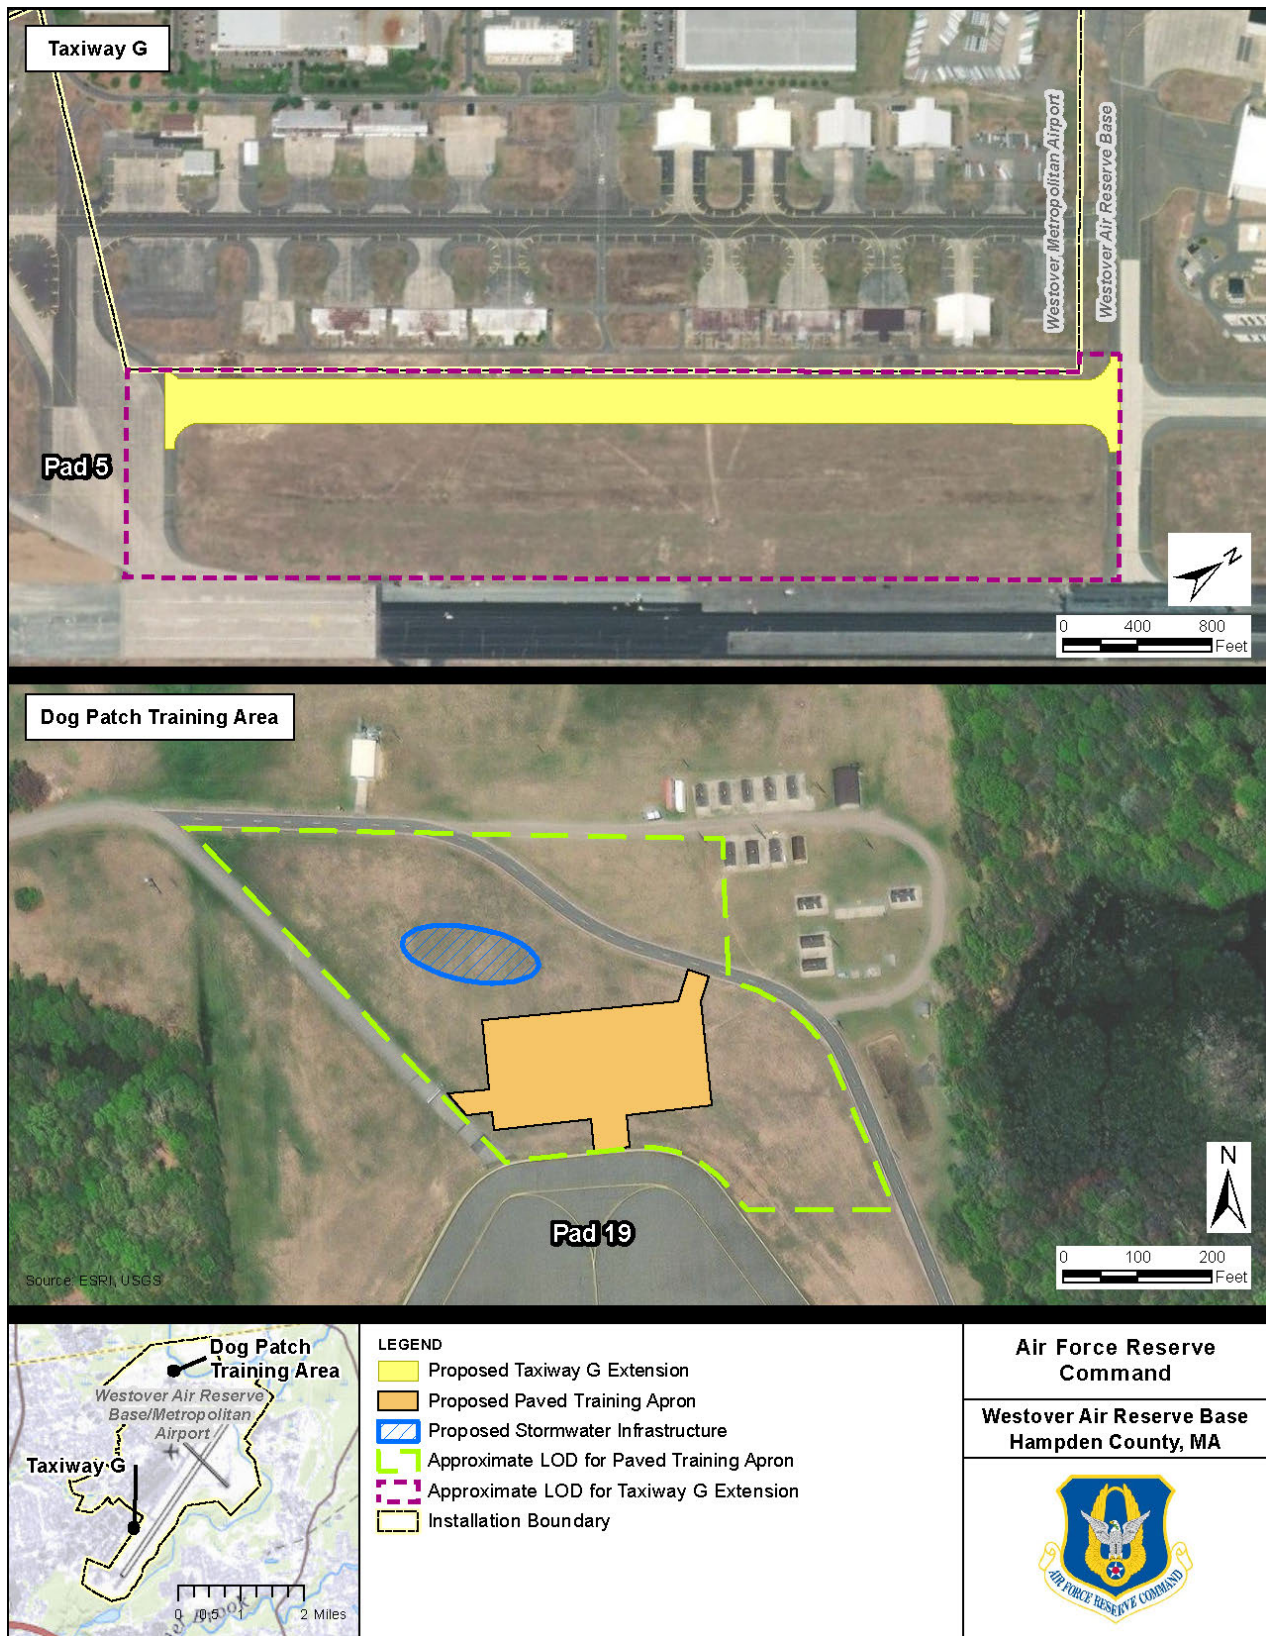 Taxiway G
Westover Metropolitan Airport
Westover Air Reserve Base
Pad 5
N
0 400 800
Feet
Dog Patch Training Area
Pad 19
N
0 100 200
Feet
Source: ESRI, USGS
Dog Patch
Training Area
Westover Air Reserve
Base/Metropolitan
Airport
Taxiway G
0 0.5 1 2 Miles
Brook
LEGEND
Proposed Taxiway G Extension
Proposed Paved Training Apron
Proposed Stormwater Infrastructure
Approximate LOD for Paved Training Apron
Approximate LOD for Taxiway G Extension
Installation Boundary
Air Force Reserve
Command
Westover Air Reserve Base
Hampden County, MA
AIR FORCE RESERVE COMMAND